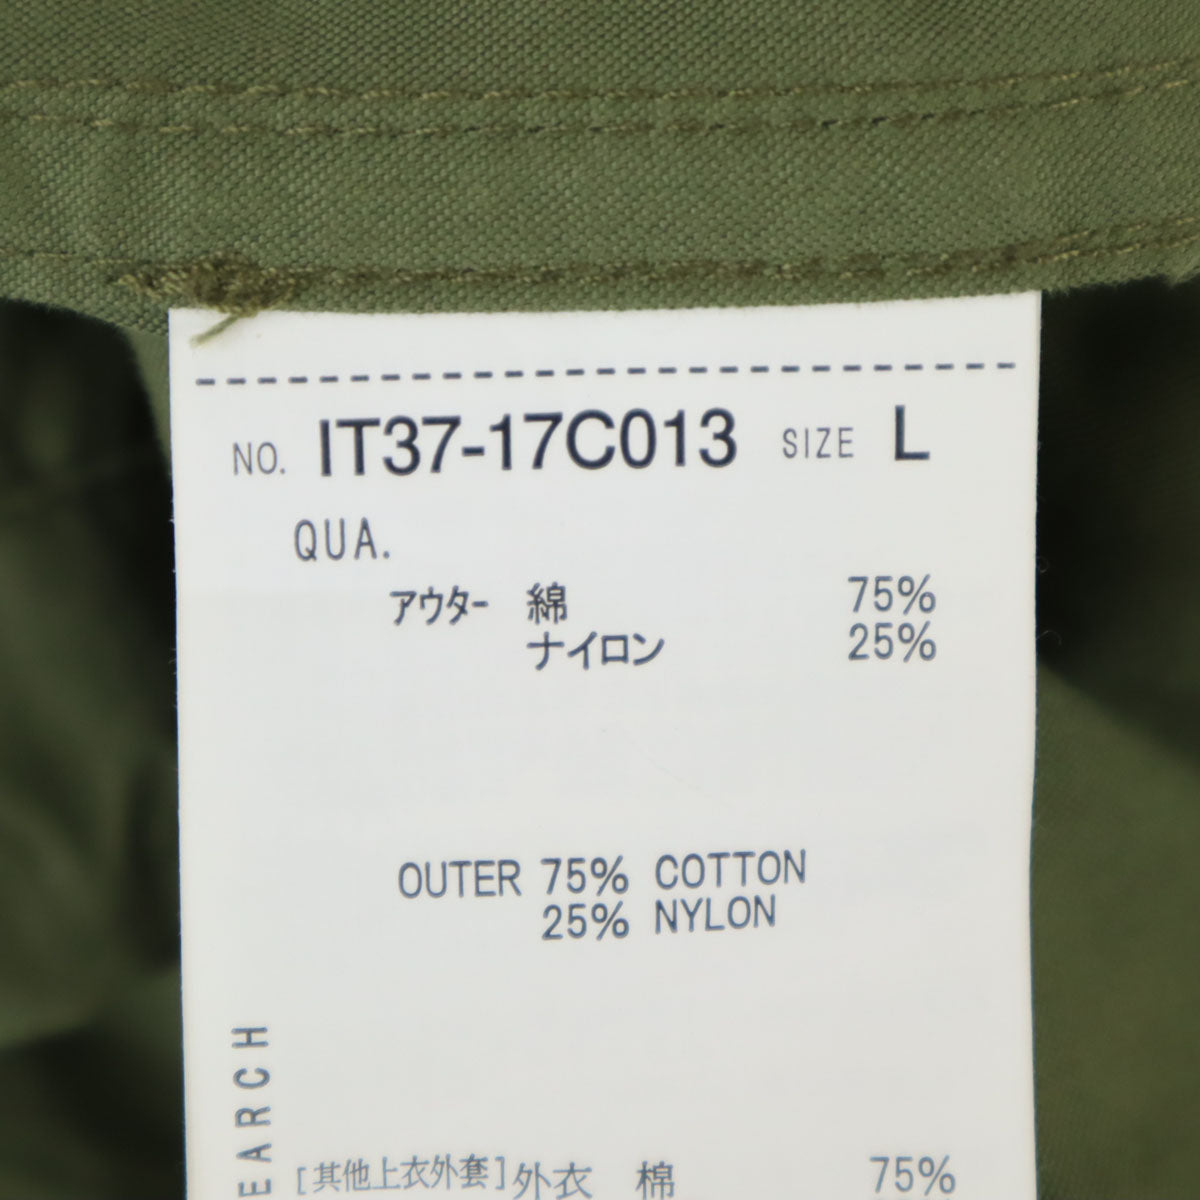 NO. IT37-17C013 SIZE L
QUA.
アウター 綿 75%
ナイロン 25%
OUTER 75% COTTON
25% NYLON
EARCH
[其他上衣外套]外衣 棉 75%